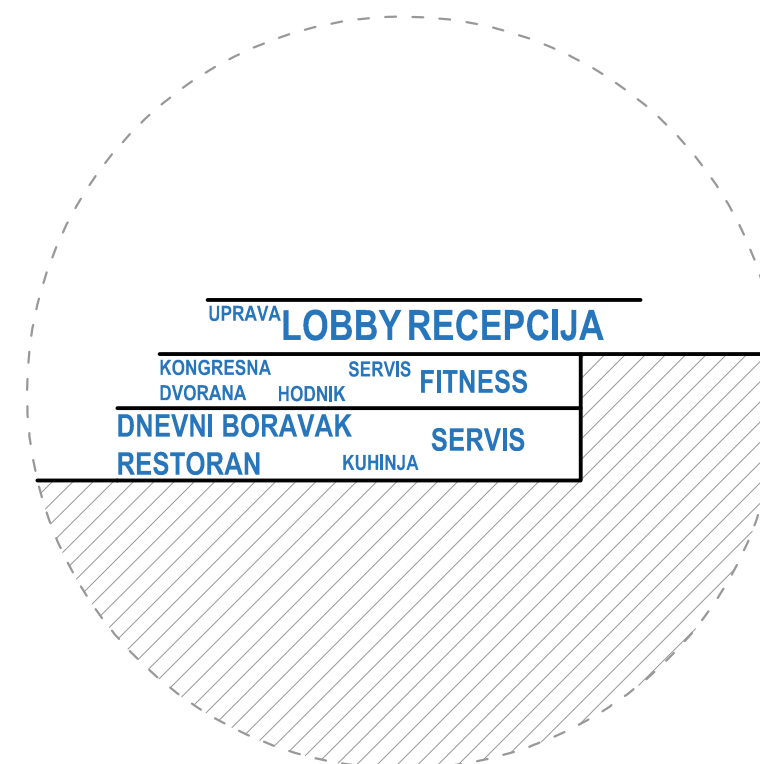 UPRAVA LOBBY RECEPCIJA
KONGRESNA DVORANA HODNIK SERVIS FITNESS
DNEVNI BORAVAK
RESTORAN KUHINJA SERVIS